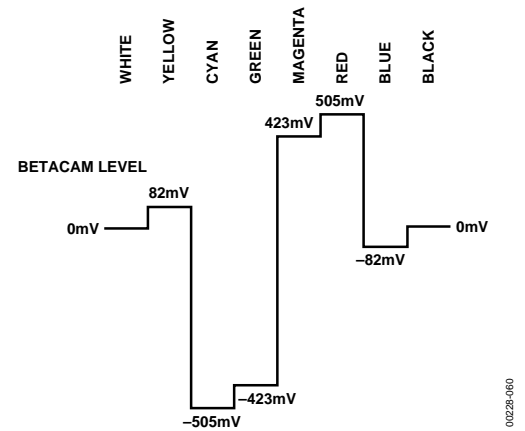 WHITE
YELLOW
CYAN
GREEN
MAGENTA
RED
BLUE
BLACK
505mV
423mV
BETACAM LEVEL
82mV
0mV
0mV
–82mV
–423mV
–505mV
00228-060